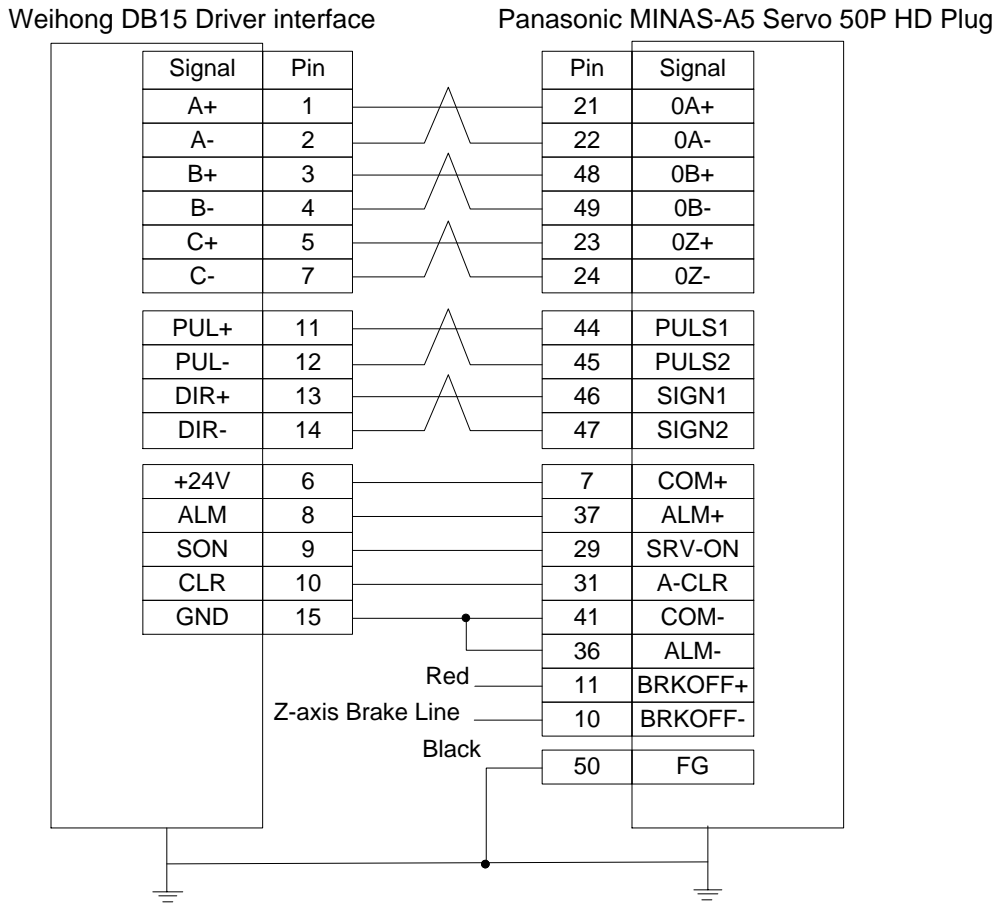 Weihong DB15 Driver interface Panasonic MINAS-A5 Servo 50P HD Plug
Signal Pin Pin Signal
A+ 1 21 0A+
A- 2 22 0A-
B+ 3 48 0B+
B- 4 49 0B-
C+ 5 23 0Z+
C- 7 24 0Z-
PUL+ 11 44 PULS1
PUL- 12 45 PULS2
DIR+ 13 46 SIGN1
DIR- 14 47 SIGN2
+24V 6 7 COM+
ALM 8 37 ALM+
SON 9 29 SRV-ON
CLR 10 31 A-CLR
GND 15 41 COM-
36 ALM-
Red 11 BRKOFF+
Z-axis Brake Line 10 BRKOFF-
Black
50 FG